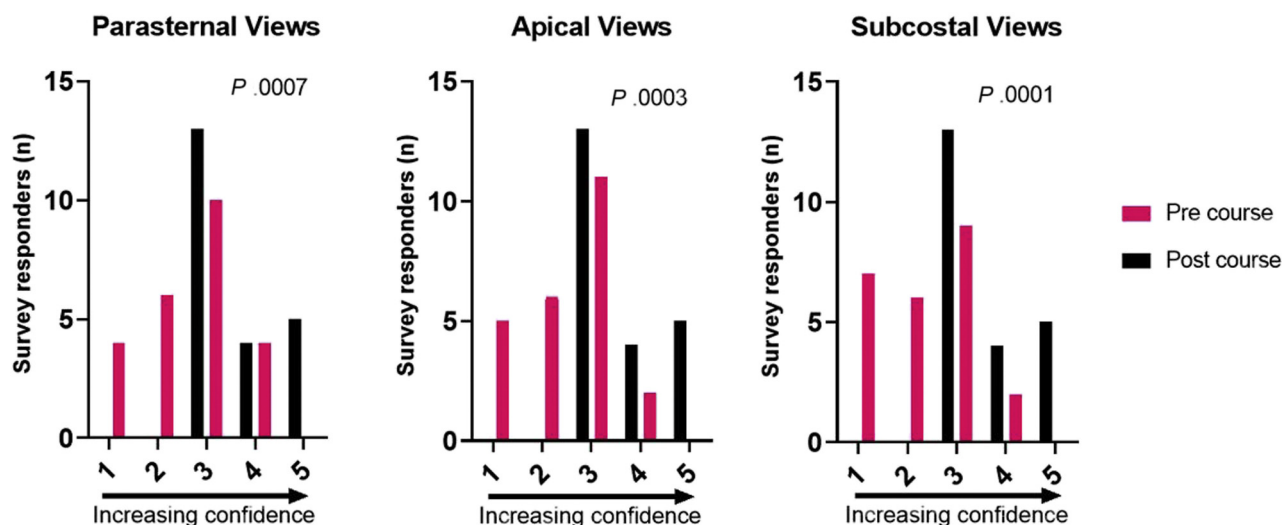 Parasternal Views
P .0007
Survey responders (n)
15
10
5
0
1 2 3 4 5
Increasing confidence
Apical Views
P .0003
Survey responders (n)
15
10
5
0
1 2 3 4 5
Increasing confidence
Subcostal Views
P .0001
Survey responders (n)
15
10
5
0
1 2 3 4 5
Increasing confidence
Pre course
Post course